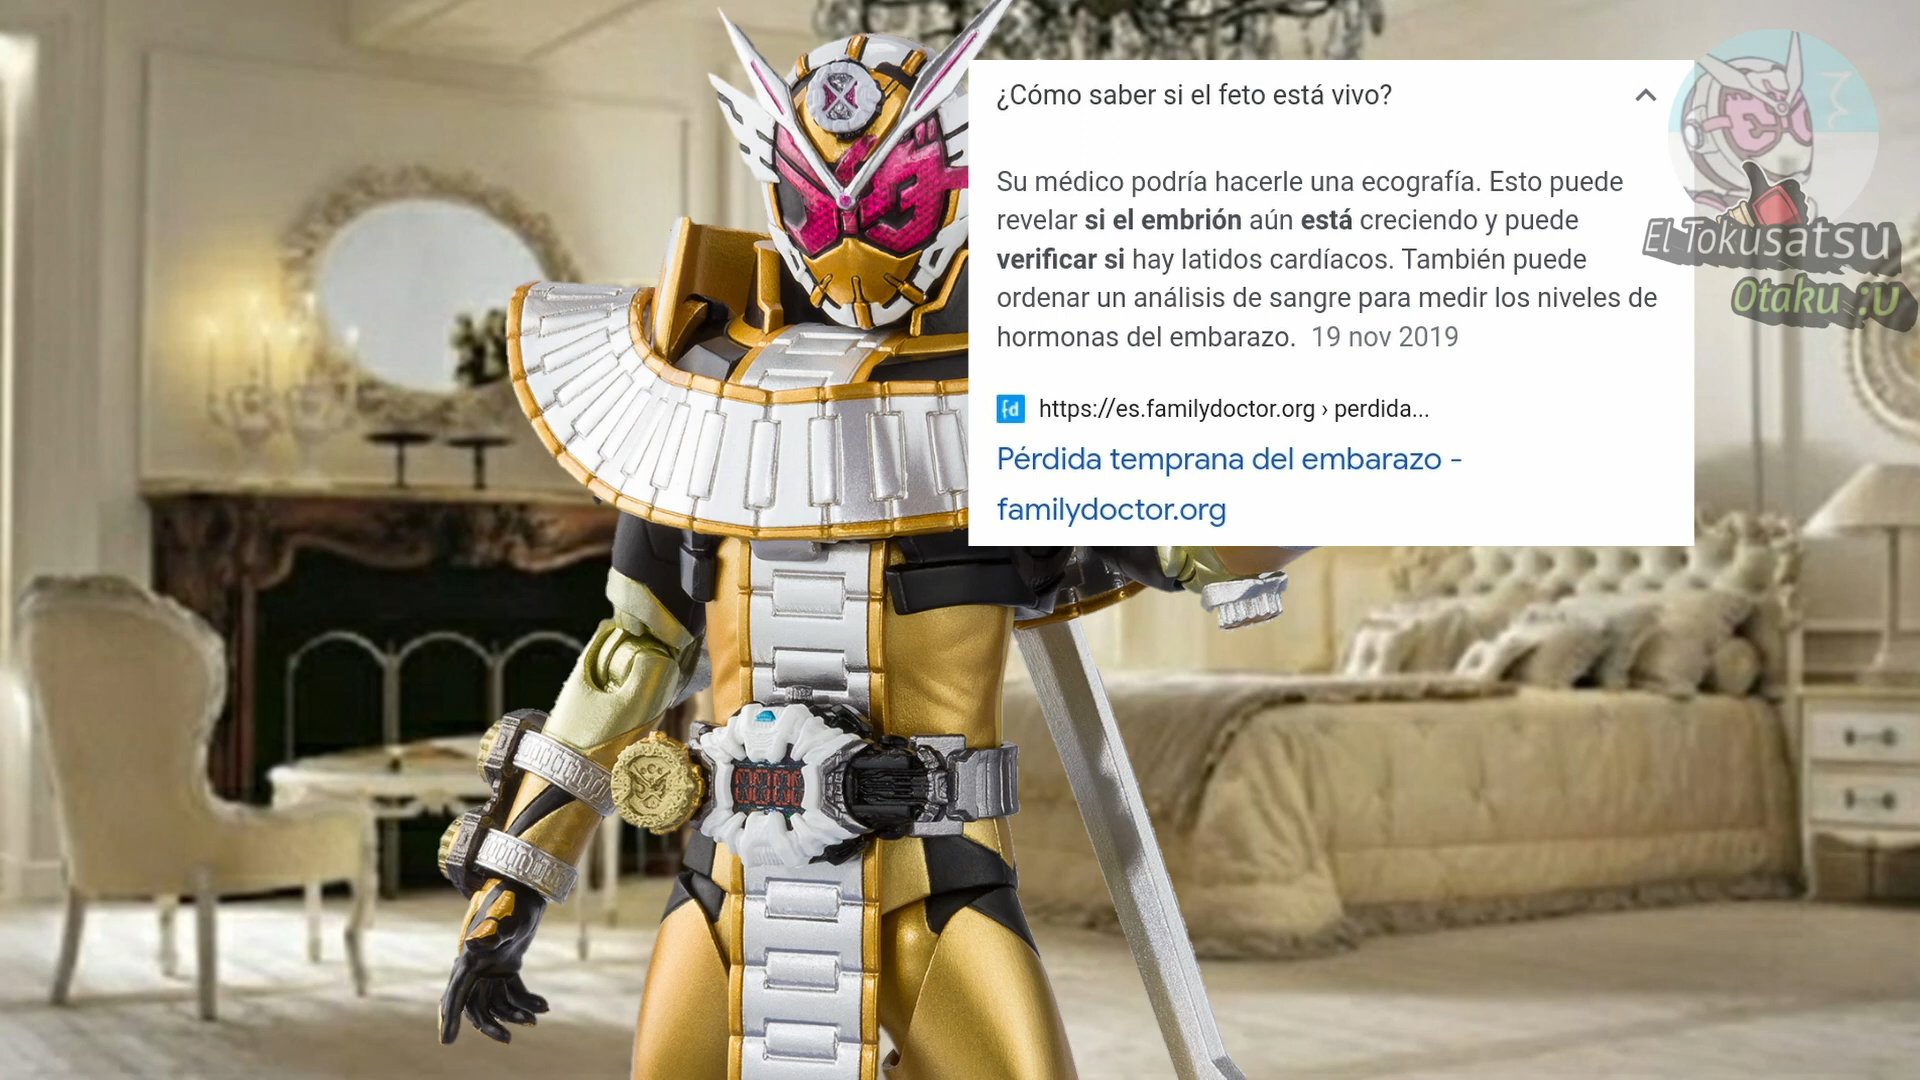 ¿Cómo saber si el feto está vivo?
Su médico podría hacerle una ecografía. Esto puede
revelar si el embrión aún está creciendo y puede
verificar si hay latidos cardíacos. También puede
ordenar un análisis de sangre para medir los niveles de
hormonas del embarazo. 19 nov 2019
fd https://es.familydoctor.org › perdida...
Pérdida temprana del embarazo -
familydoctor.org
El Tokusatsu
Otaku :U